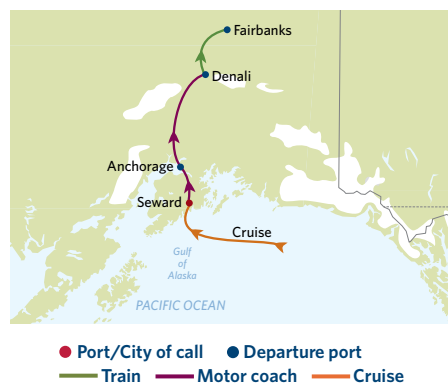 Fairbanks
Denali
Anchorage
Seward
Cruise
Gulf
of
Alaska
PACIFIC OCEAN
Port/City of call Departure port
Train Motor coach Cruise